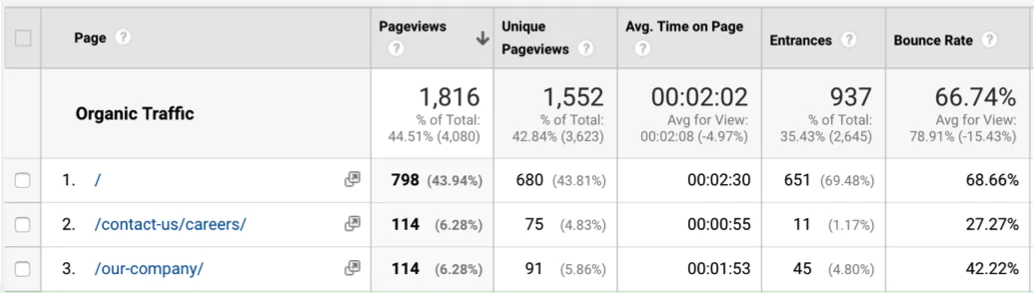 Page ? Pageviews ? Unique Pageviews ? Avg. Time on Page ? Entrances ? Bounce Rate ?
Organic Traffic 1,816 1,552 00:02:02 937 66.74%
% of Total: % of Total: Avg for View: % of Total: Avg for View:
44.51% (4,080) 42.84% (3,623) 00:02:08 (-4.97%) 35.43% (2,645) 78.91% (-15.43%)
1. / 798 (43.94%) 680 (43.81%) 00:02:30 651 (69.48%) 68.66%
2. /contact-us/careers/ 114 (6.28%) 75 (4.83%) 00:00:55 11 (1.17%) 27.27%
3. /our-company/ 114 (6.28%) 91 (5.86%) 00:01:53 45 (4.80%) 42.22%